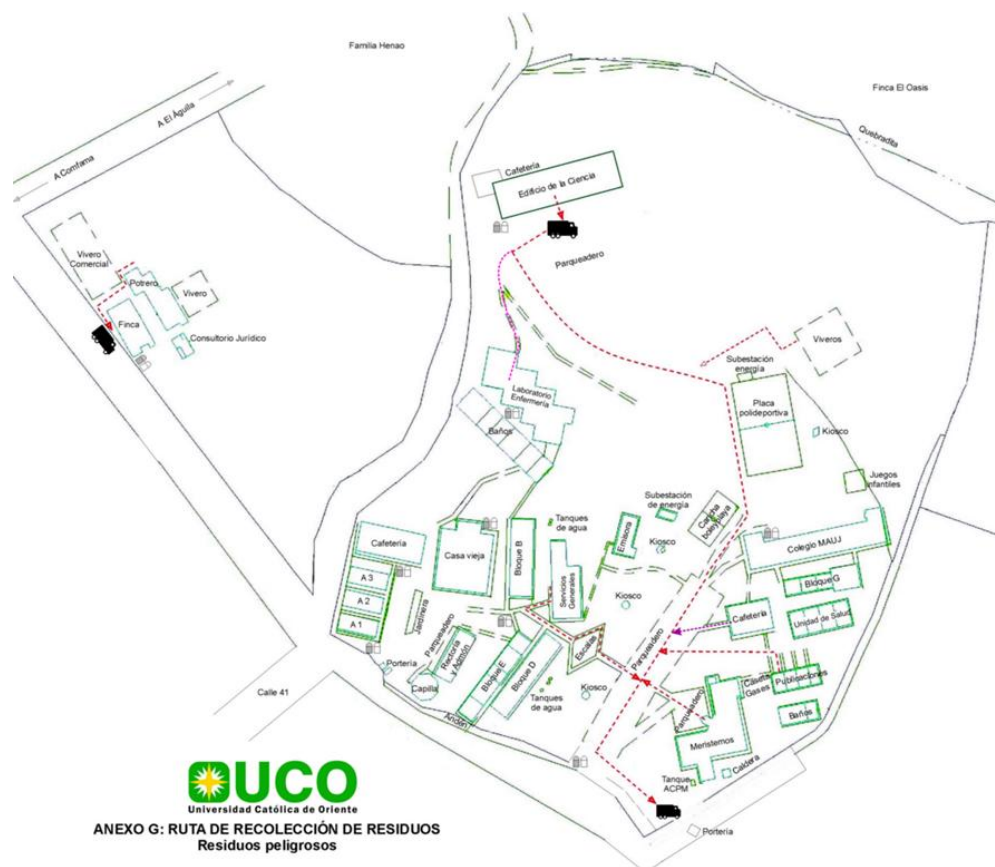 Familia Henao
Finca El Oasis
A El Águila
A Comfama
Quebradita
Cafetería
Edificio de la Ciencia
Parqueadero
Vivero
Comercial
Potrero
Vivero
Finca
Consultorio Jurídico
Subestación
energía
Viveros
Laboratorio
Enfermería
Placa
polideportiva
Baños
Kiosco
Juegos
infantiles
Subestación
de energía
Cancha
boleyplaya
Tanques
de agua
Emisora
Kiosco
Colegio MAUJ
Cafetería
Casa vieja
Bloque B
Servicios
Generales
Bloque G
A 3
A 2
A 1
Jardinera
Kiosco
Cafetería
Unidad de Salud
Parqueadero
Rectoría
y Admón
Escalas
Parqueadero
Portería
Capilla
Bloque E
Bloque D
Caseta
Gases
Publicaciones
Calle 41
Tanques
de agua
Kiosco
Parqueadero
Baños
Andén
Meristemos
Caldera
Tanque
ACPM
Portería
UCO
Universidad Católica de Oriente
ANEXO G: RUTA DE RECOLECCIÓN DE RESIDUOS
Residuos peligrosos